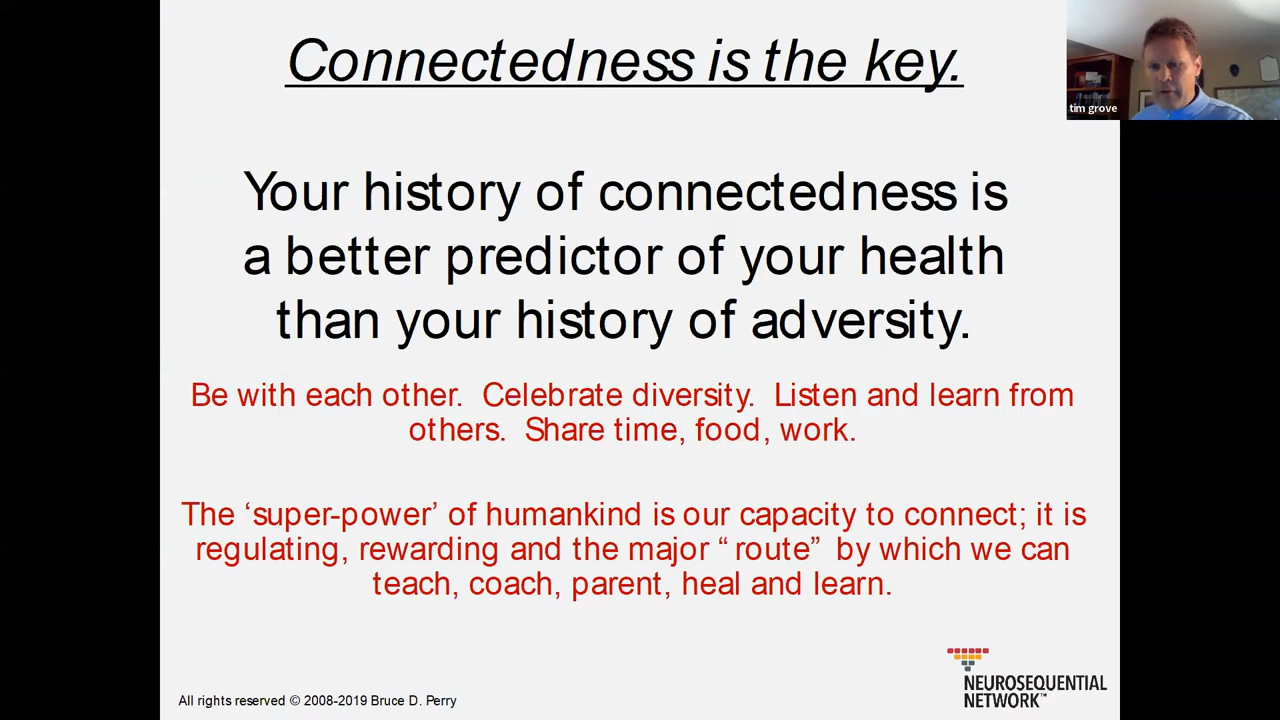 Connectedness is the key.
tim grove
Your history of connectedness is
a better predictor of your health
than your history of adversity.
Be with each other.  Celebrate diversity.  Listen and learn from
others.  Share time, food, work.
The ‘super-power’ of humankind is our capacity to connect; it is
regulating, rewarding and the major “ route”  by which we can
teach, coach, parent, heal and learn.
All rights reserved © 2008-2019 Bruce D. Perry
NEUROSEQUENTIAL
NETWORK™